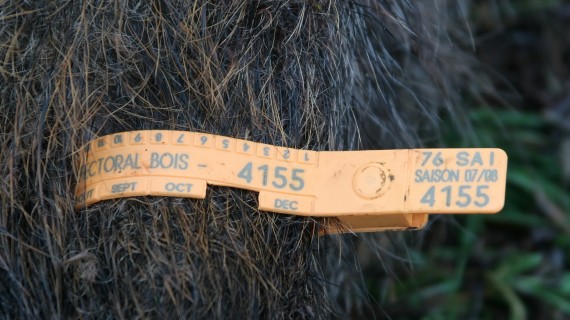 11 10 9 8 7 6 5 4 3 2 1
ECTORAL BOIS - 4155
SEPT OCT DEC
76 SAI
SAISON 07/08
4155